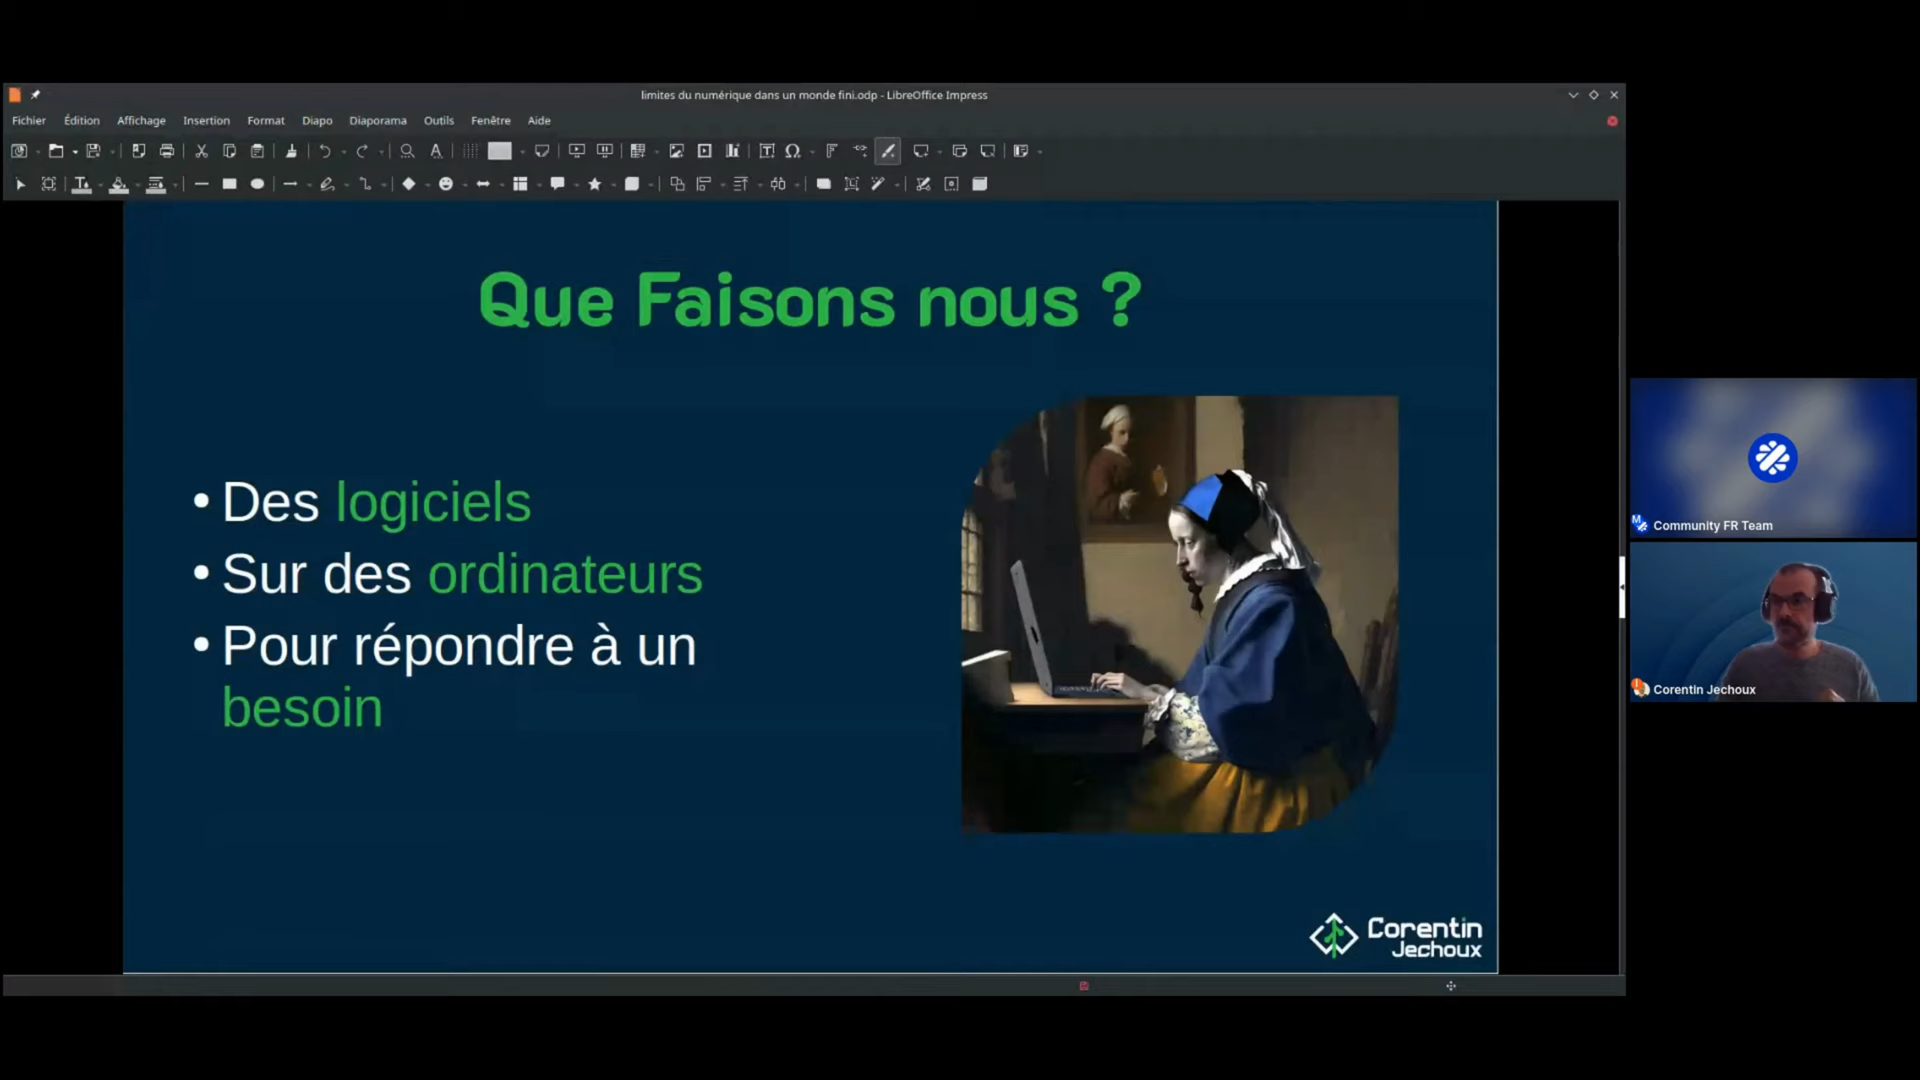 limites du numérique dans un monde fini.odp - LibreOffice Impress
Fichier Édition Affichage Insertion Format Diapo Diaporama Outils Fenêtre Aide
Que Faisons nous ?
• Des logiciels
• Sur des ordinateurs
• Pour répondre à un
besoin
Corentin
Jechoux
Community FR Team
Corentin Jechoux